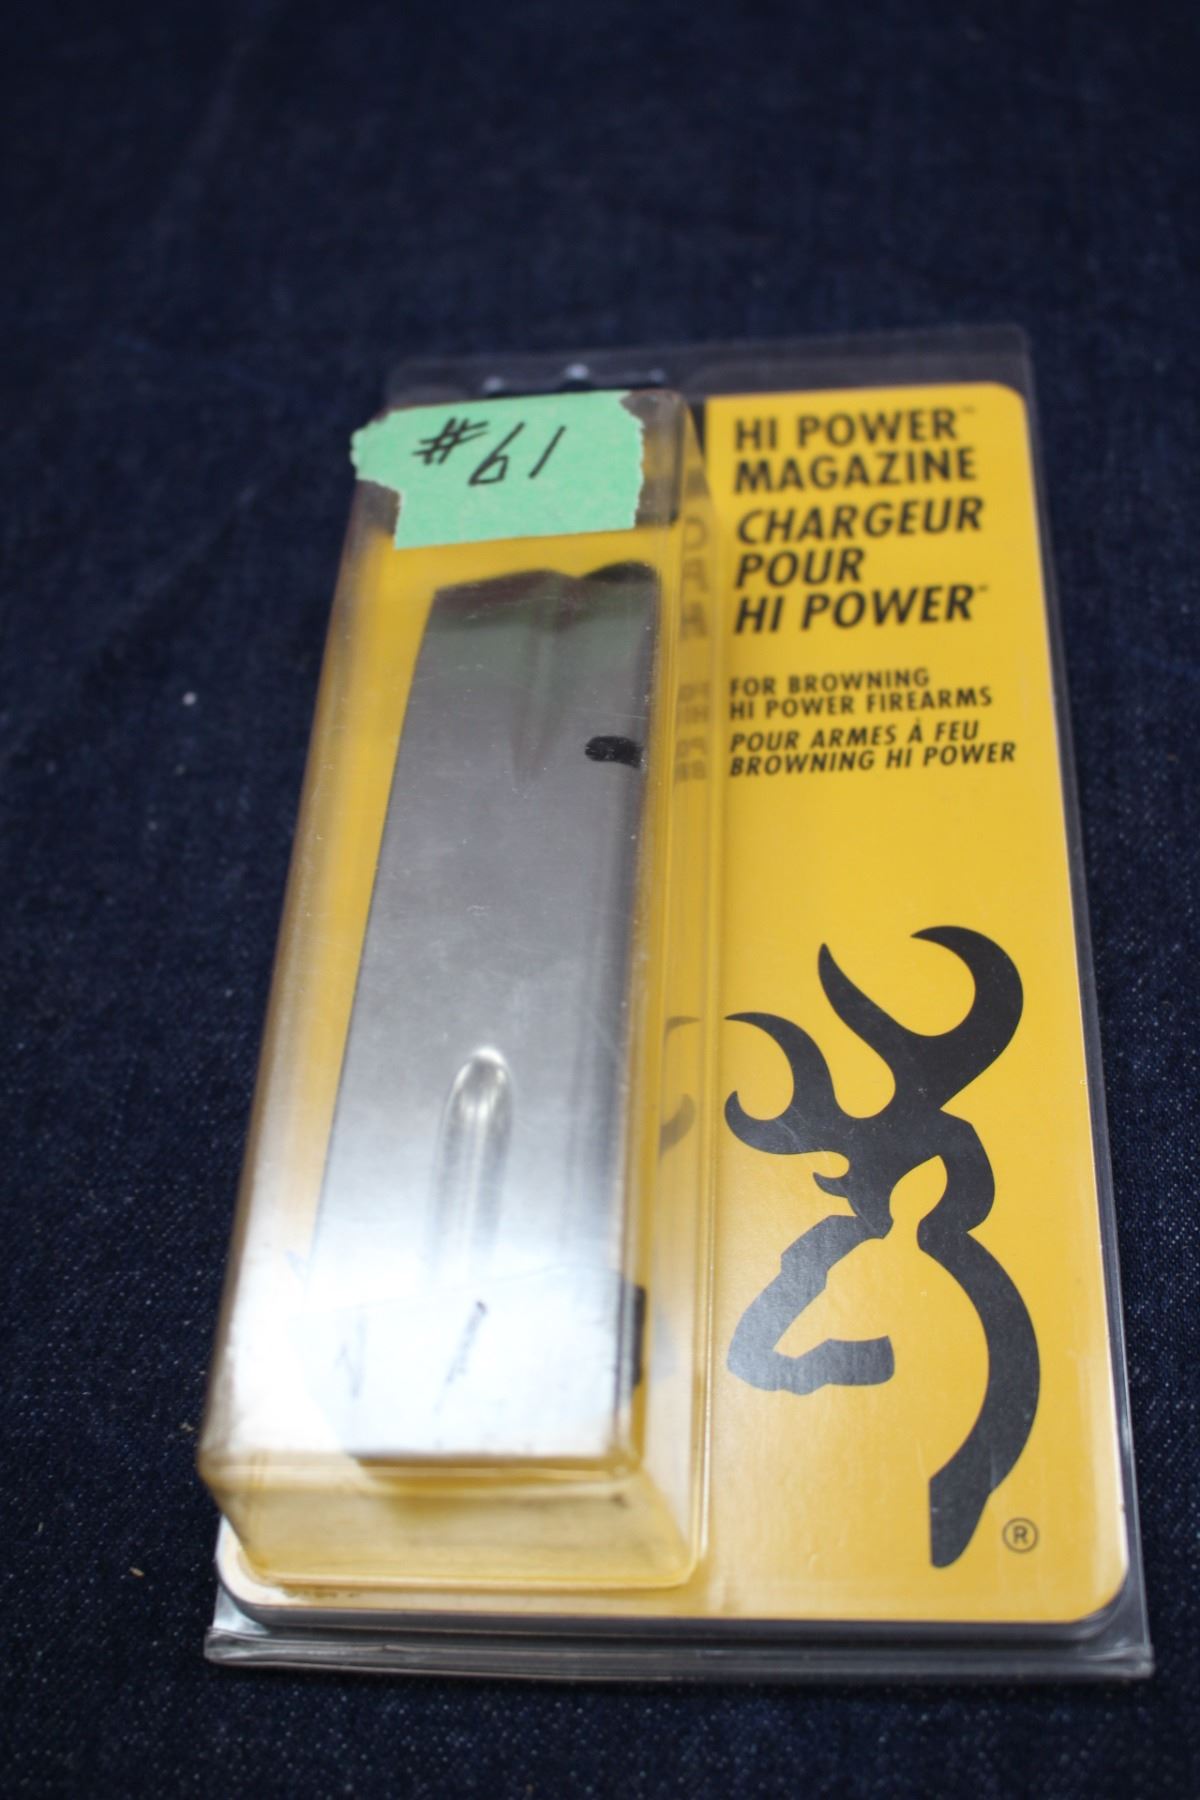 #61
HI POWER™
MAGAZINE
CHARGEUR
POUR
HI POWER™
FOR BROWNING
HI POWER FIREARMS
POUR ARMES À FEU
BROWNING HI POWER
®